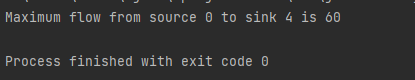 Maximum flow from source 0 to sink 4 is 60
Process finished with exit code 0